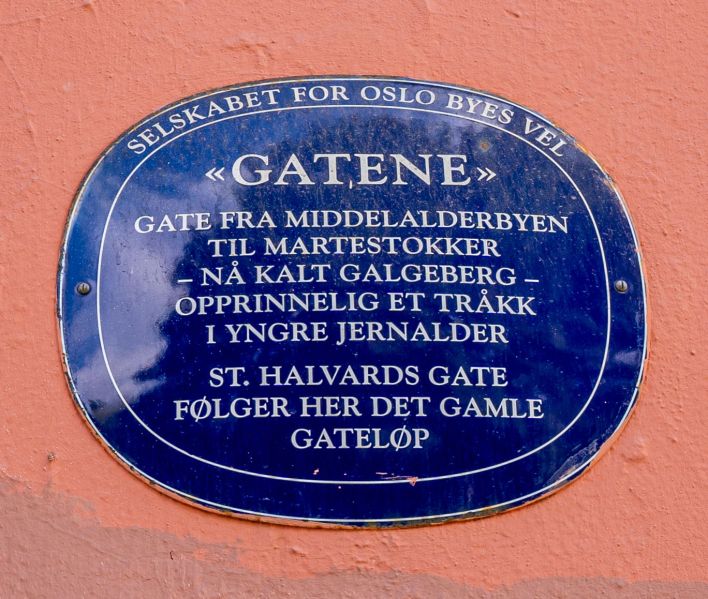 SELSKABET FOR OSLO BYES VEL
«GATENE»
GATE FRA MIDDELALDERBYEN
TIL MARTESTOKKER
– NÅ KALT GALGEBERG –
OPPRINNELIG ET TRÅKK
I YNGRE JERNALDER
ST. HALVARDS GATE
FØLGER HER DET GAMLE
GATELØP